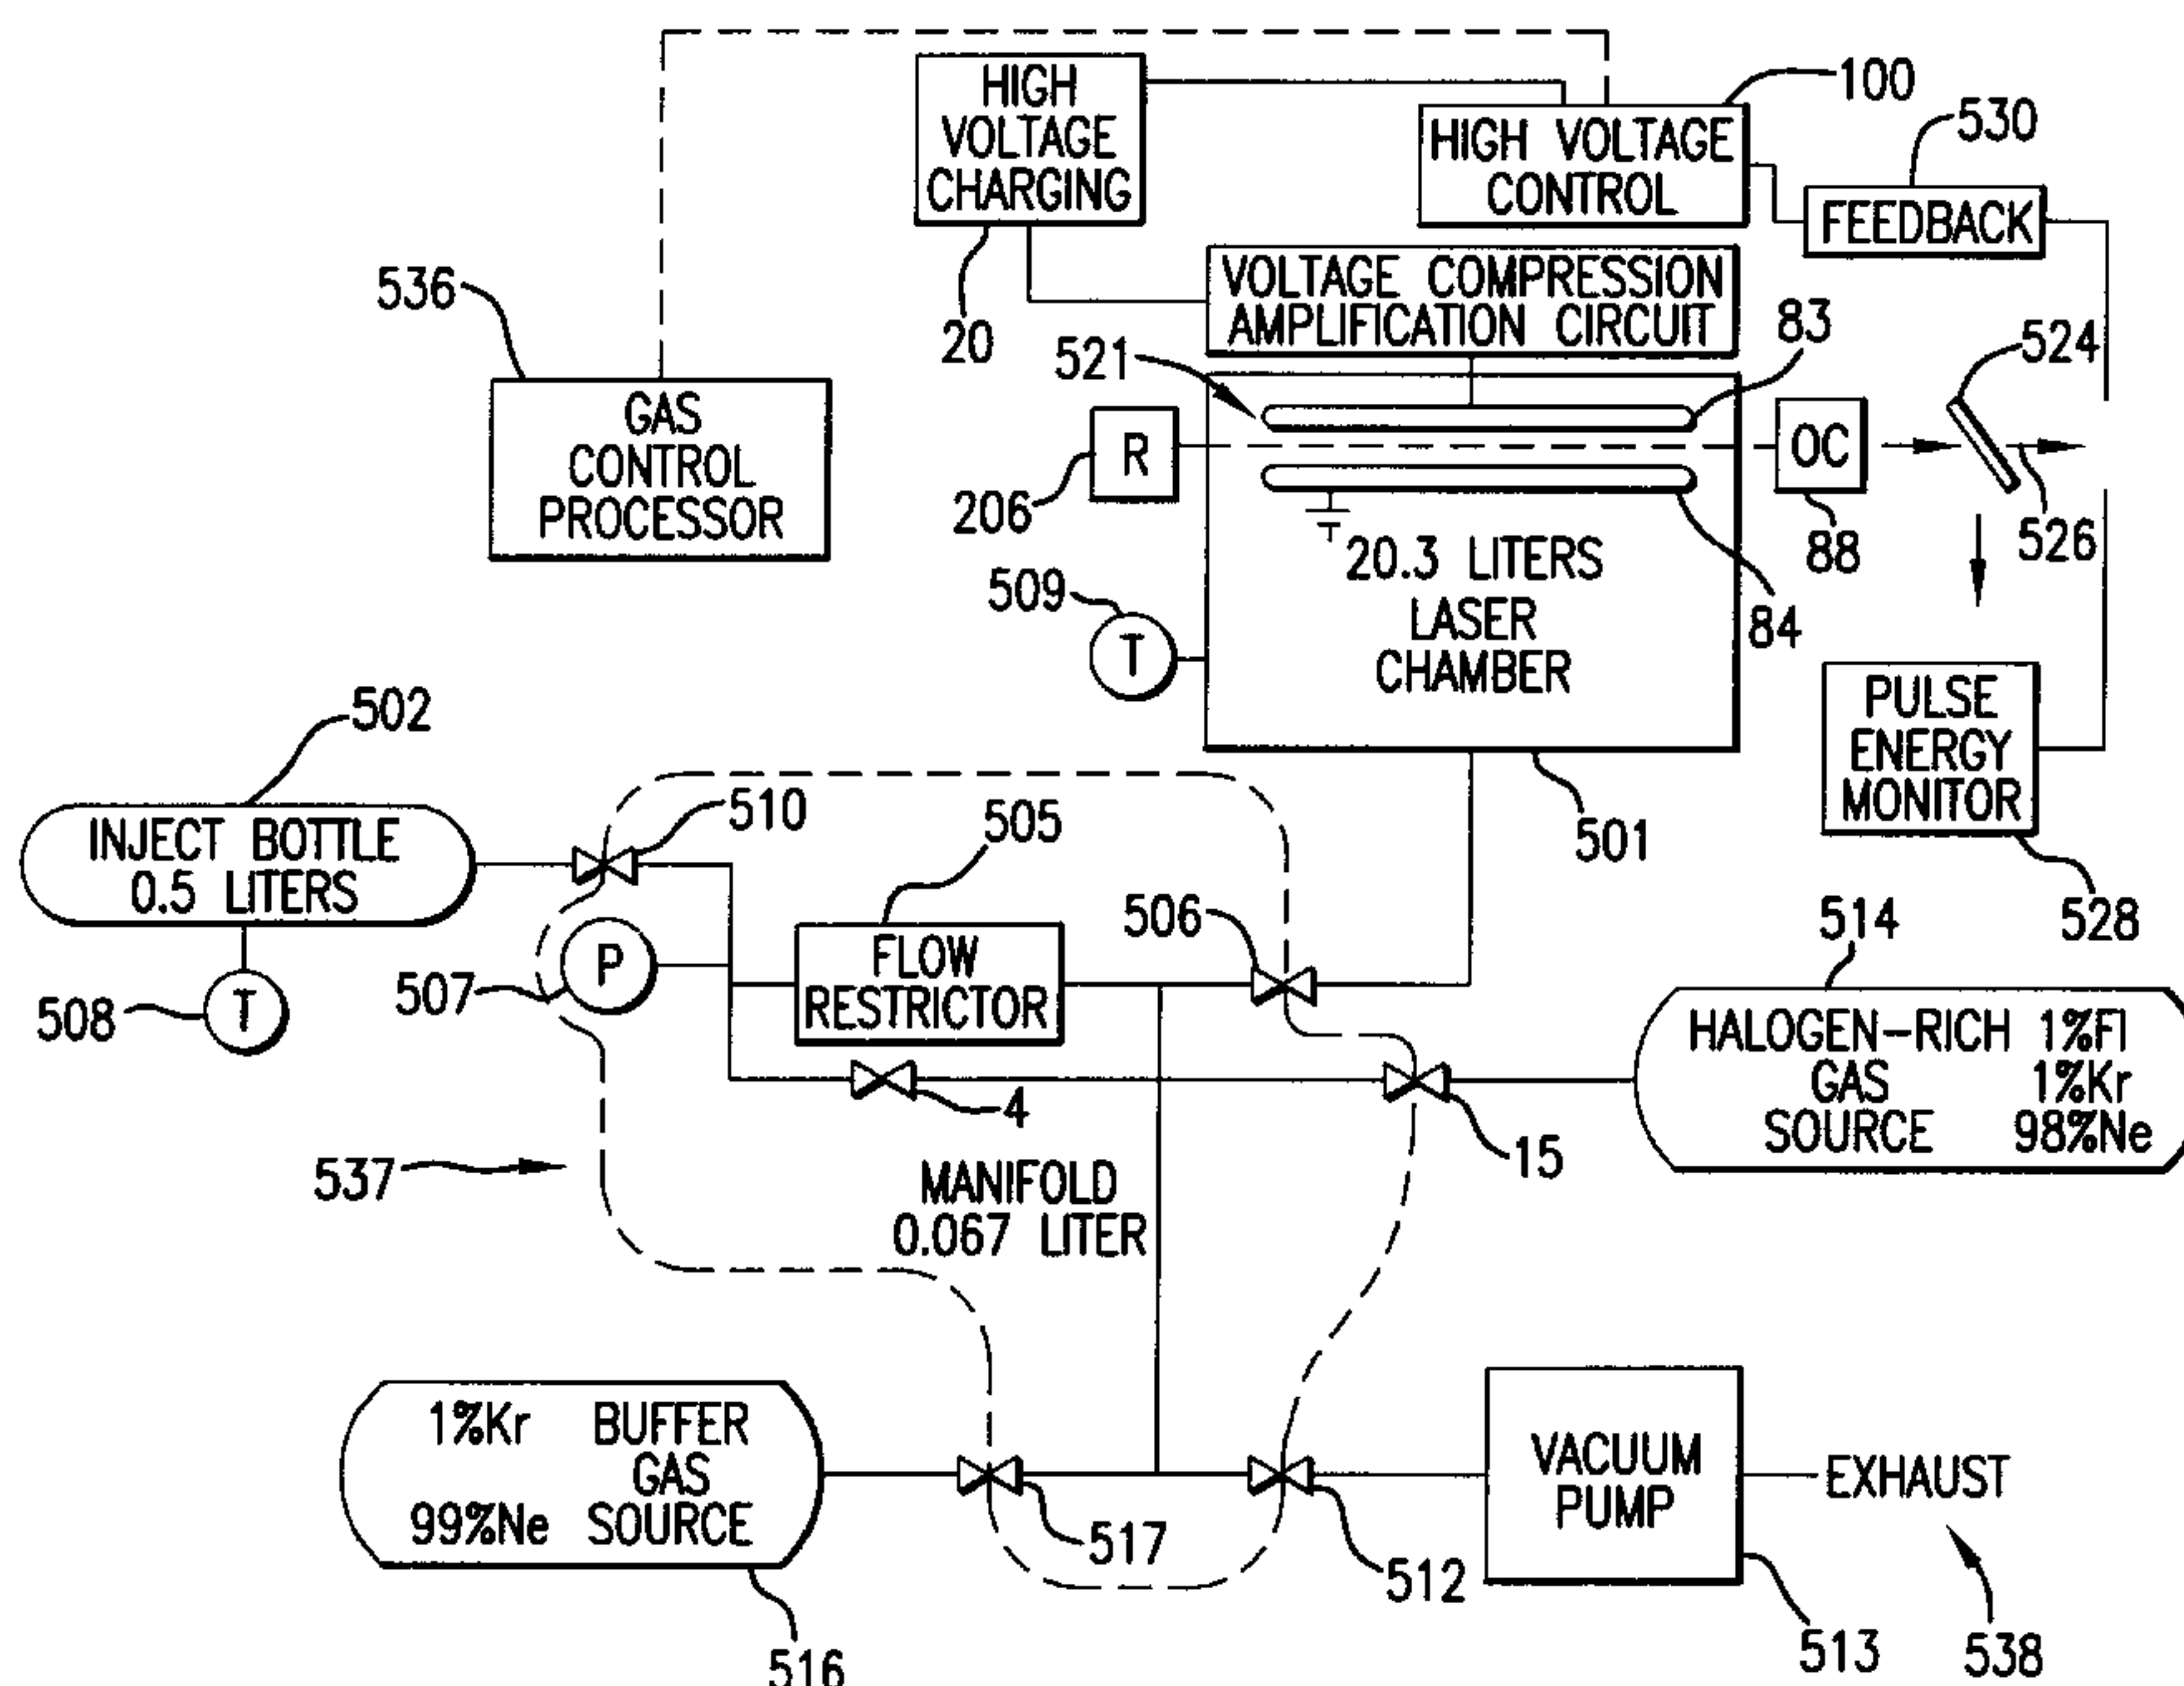 HIGH
VOLTAGE
CHARGING
20
HIGH VOLTAGE
CONTROL
100
530
FEEDBACK
VOLTAGE COMPRESSION
AMPLIFICATION CIRCUIT
536
GAS
CONTROL
PROCESSOR
521
83
524
R
206
OC
88
526
84
20.3 LITERS
LASER
CHAMBER
509
T
501
PULSE
ENERGY
MONITOR
528
502
INJECT BOTTLE
0.5 LITERS
510
505
508
T
507
P
FLOW
RESTRICTOR
506
514
HALOGEN-RICH 1%Fl
GAS 1%Kr
SOURCE 98%Ne
4
15
537
MANIFOLD
0.067 LITER
1%Kr BUFFER
GAS
99%Ne SOURCE
516
517
512
VACUUM
PUMP
EXHAUST
513
538